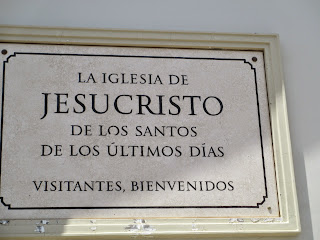 LA IGLESIA DE
JESUCRISTO
DE LOS SANTOS
DE LOS ÚLTIMOS DÍAS
VISITANTES, BIENVENIDOS